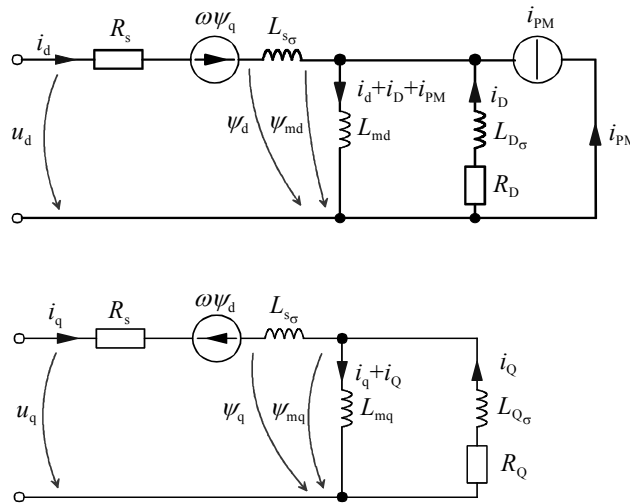 i_PM
i_d R_s ωψ_q L_sσ
i_d+i_D+i_PM i_D
u_d ψ_d ψ_md L_md L_Dσ i_PM
R_D
i_q R_s ωψ_d L_sσ
i_q+i_Q i_Q
u_q ψ_q ψ_mq L_mq L_Qσ
R_Q